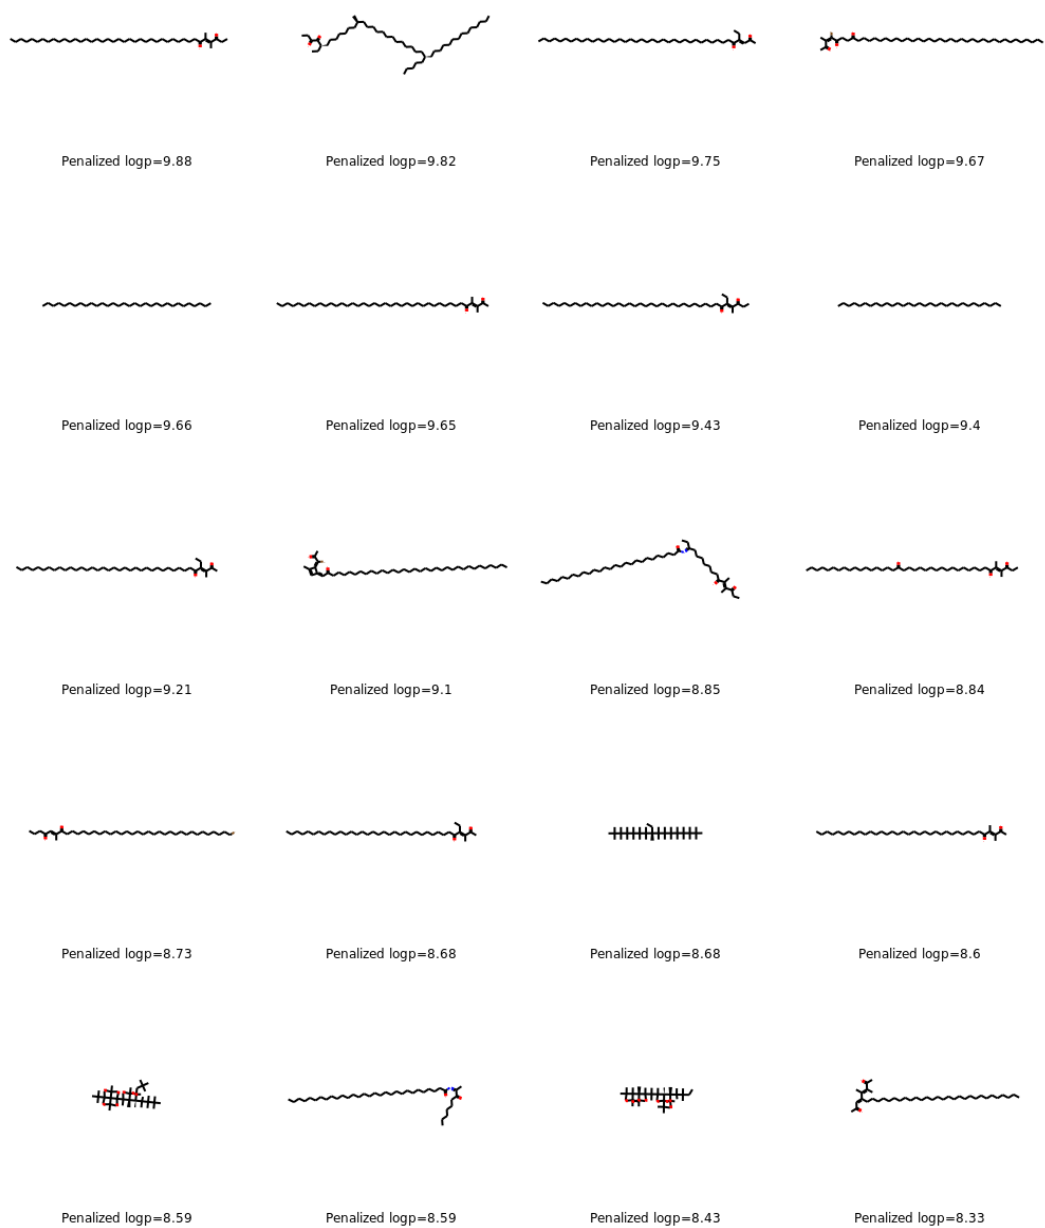 Penalized logp=9.88
Penalized logp=9.82
Penalized logp=9.75
Penalized logp=9.67
Penalized logp=9.66
Penalized logp=9.65
Penalized logp=9.43
Penalized logp=9.4
Penalized logp=9.21
Penalized logp=9.1
Penalized logp=8.85
Penalized logp=8.84
Penalized logp=8.73
Penalized logp=8.68
Penalized logp=8.68
Penalized logp=8.6
Penalized logp=8.59
Penalized logp=8.59
Penalized logp=8.43
Penalized logp=8.33